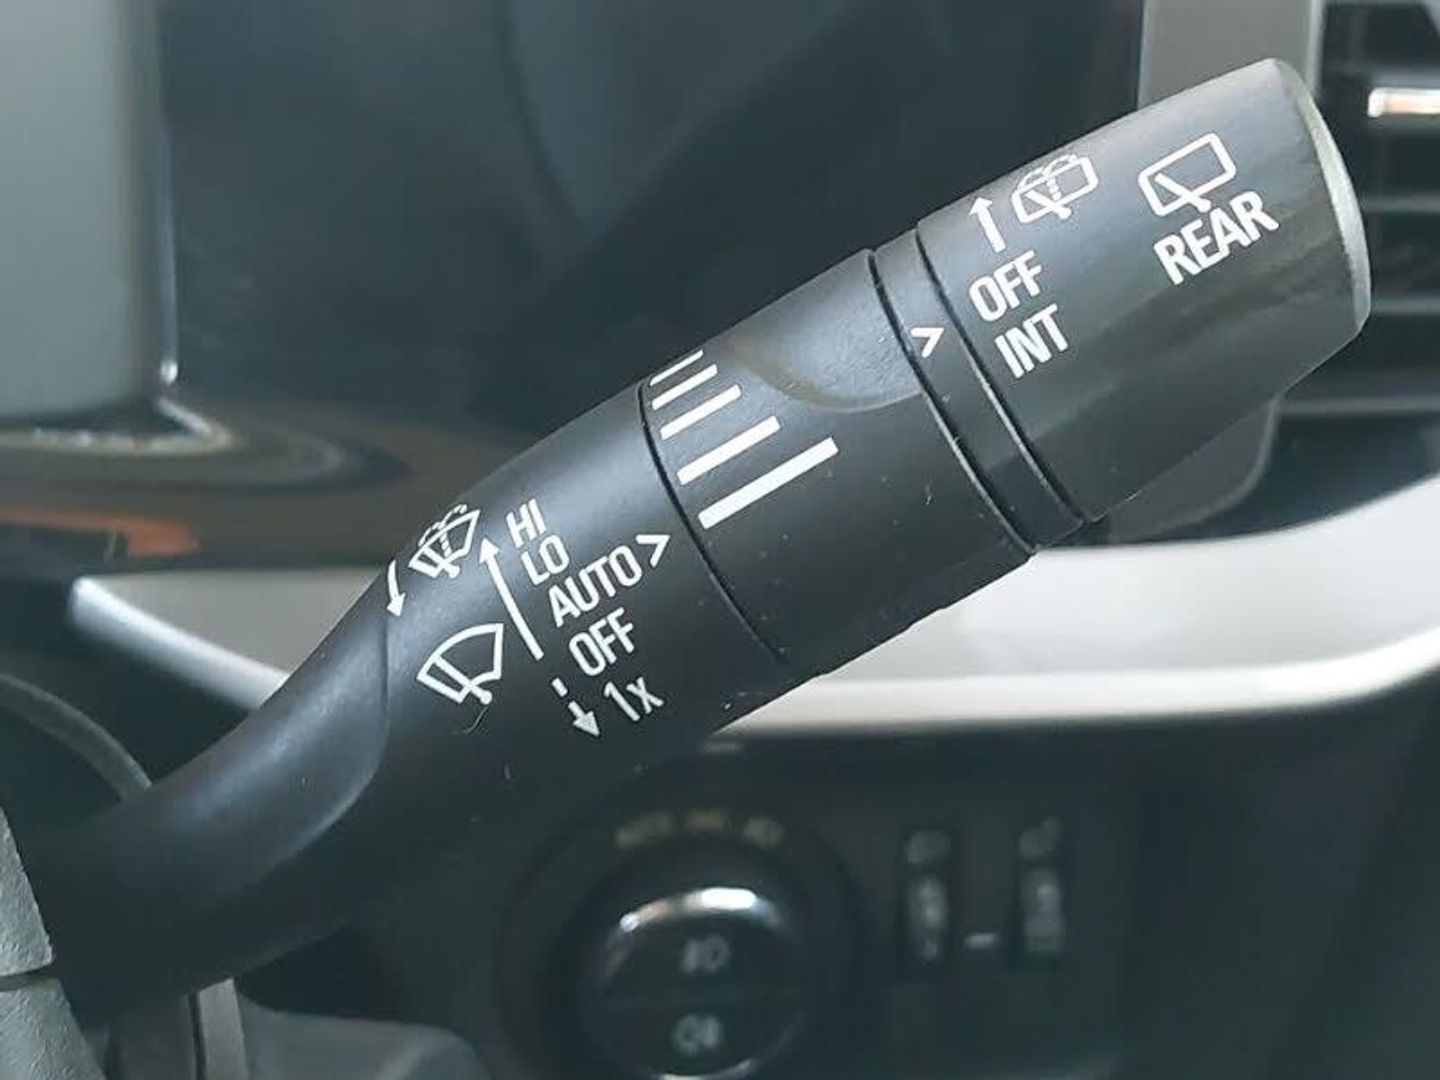 OFF
INT
REAR
HI
LO
AUTO
OFF
1x